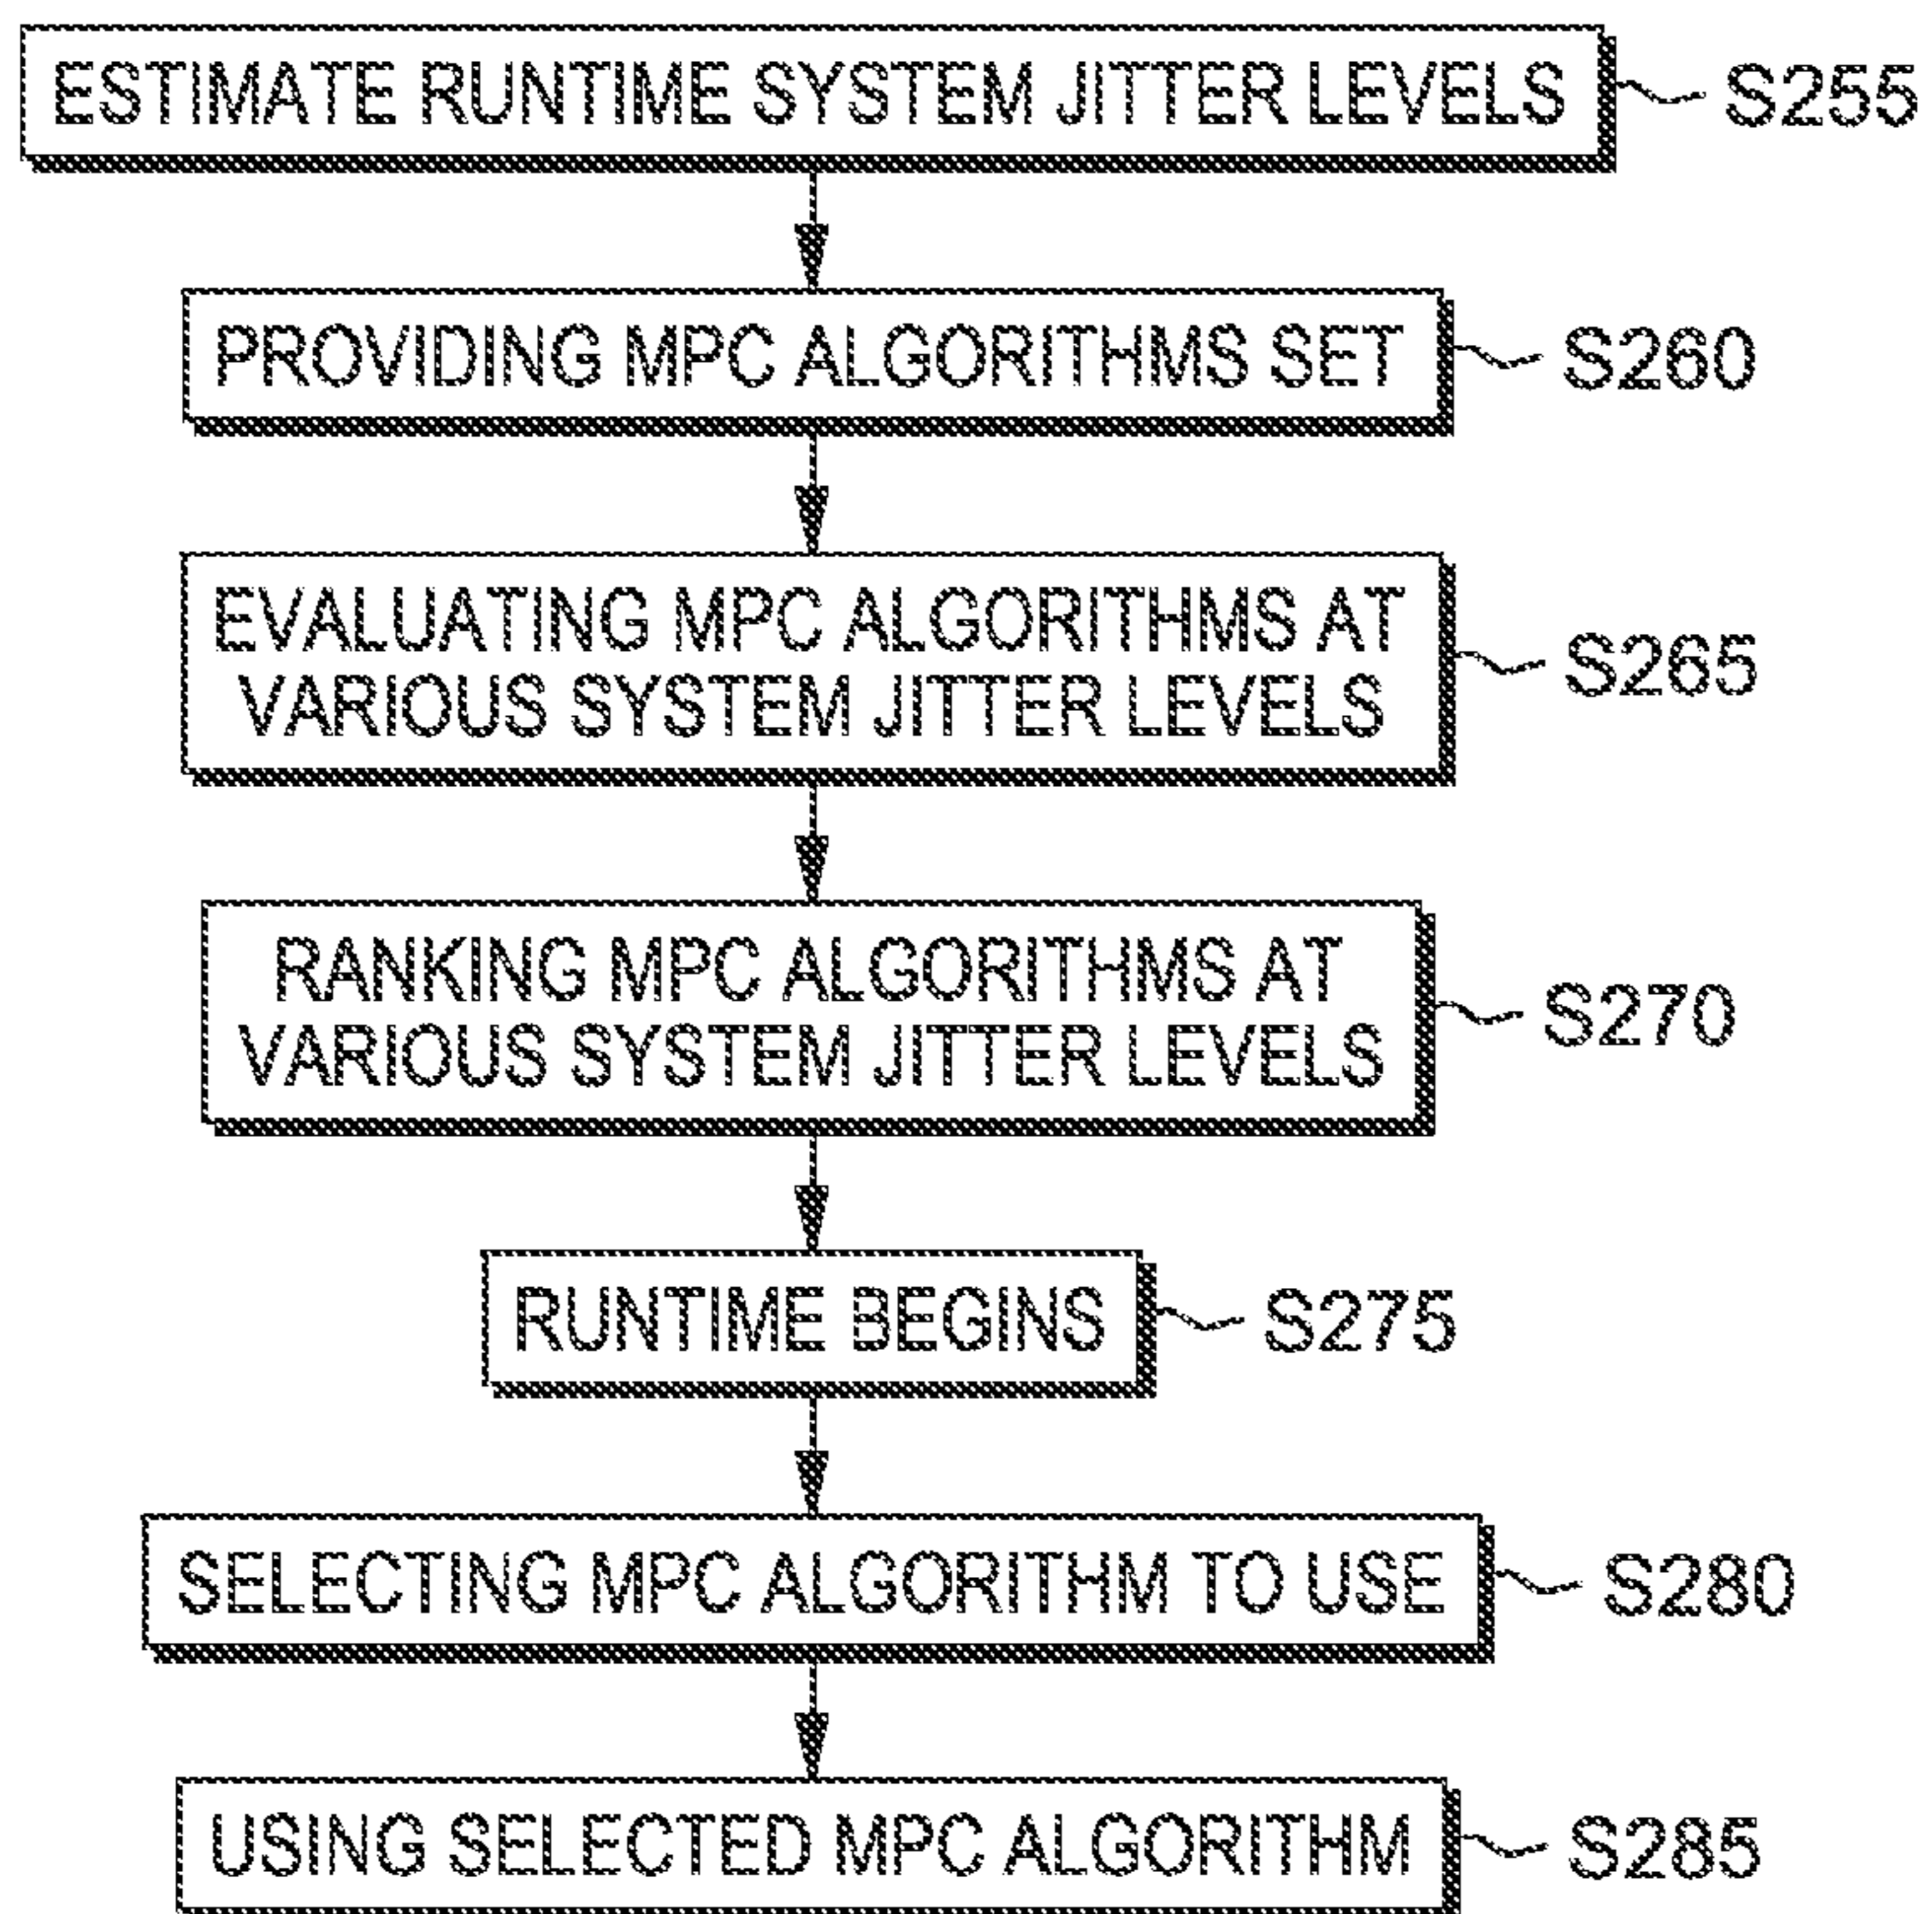 ESTIMATE RUNTIME SYSTEM JITTER LEVELS
S255
PROVIDING MPC ALGORITHMS SET
S260
EVALUATING MPC ALGORITHMS AT
VARIOUS SYSTEM JITTER LEVELS
S265
RANKING MPC ALGORITHMS AT
VARIOUS SYSTEM JITTER LEVELS
S270
RUNTIME BEGINS
S275
SELECTING MPC ALGORITHM TO USE
S280
USING SELECTED MPC ALGORITHM
S285